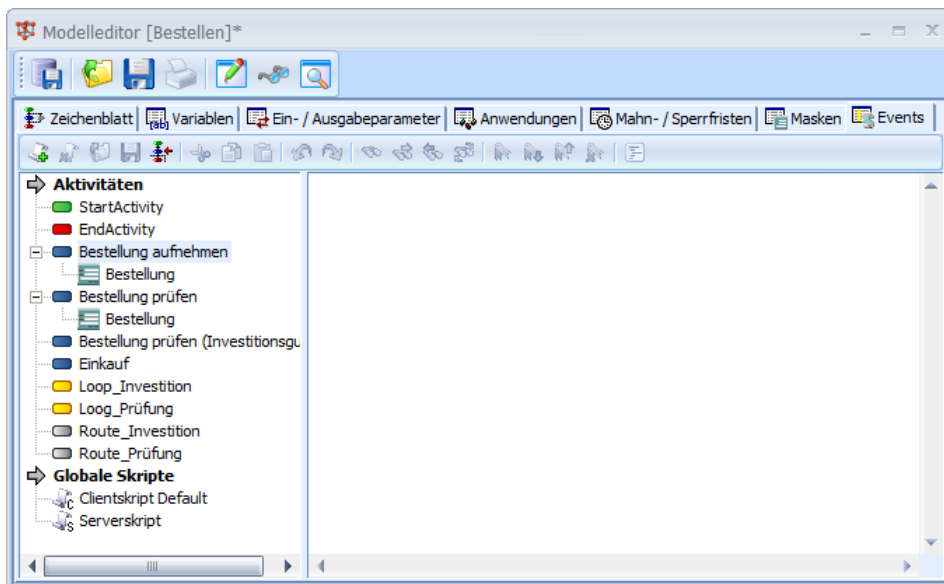 Modelleditor [Bestellen]*
Zeichenblatt Variablen Ein- / Ausgabeparameter Anwendungen Mahn- / Sperrfristen Masken Events
Aktivitäten
StartActivity
EndActivity
Bestellung aufnehmen
Bestellung
Bestellung prüfen
Bestellung
Bestellung prüfen (Investitionsgu
Einkauf
Loop_Investition
Loog_Prüfung
Route_Investition
Route_Prüfung
Globale Skripte
Clientskript Default
Serverskript